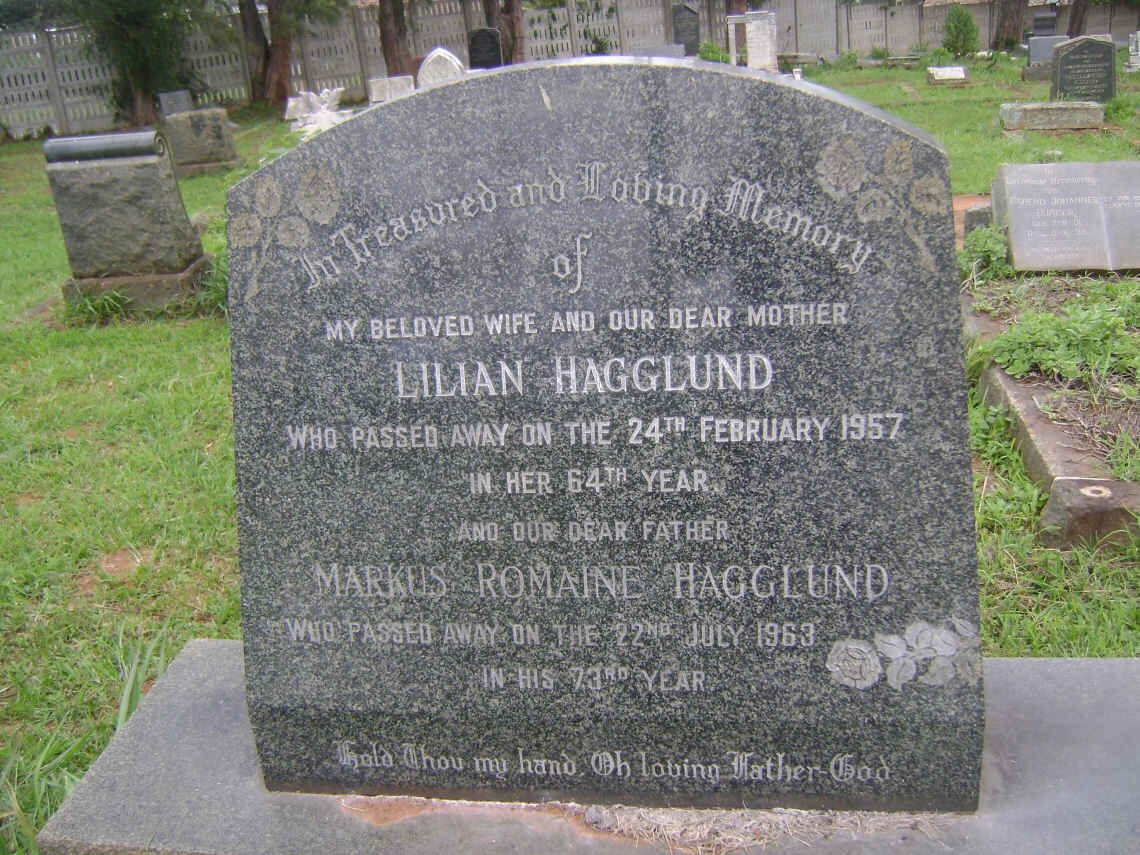 In Treasured and Loving Memory
of
MY BELOVED WIFE AND OUR DEAR MOTHER
LILIAN HAGGLUND
WHO PASSED AWAY ON THE 24TH FEBRUARY 1957
IN HER 64TH YEAR.
AND OUR DEAR FATHER
MARKUS ROMAINE HAGGLUND
WHO PASSED AWAY ON THE 22ND JULY 1963
IN HIS 73RD YEAR
Hold Thou my hand, Oh loving Father-God